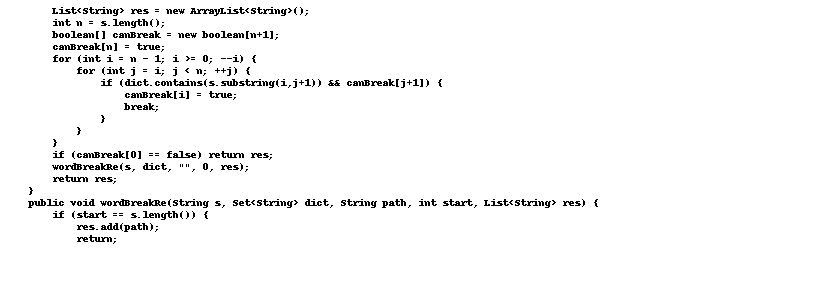 List<String> res = new ArrayList<String>();
int n = s.length();
boolean[] canBreak = new boolean[n+1];
canBreak[n] = true;
for (int i = n - 1; i >= 0; --i) {
for (int j = i; j < n; ++j) {
if (dict.contains(s.substring(i,j+1)) && canBreak[j+1]) {
canBreak[i] = true;
break;
}
}
}
if (canBreak[0] == false) return res;
wordBreakRe(s, dict, "", 0, res);
return res;
}
public void wordBreakRe(String s, Set<String> dict, String path, int start, List<String> res) {
if (start == s.length()) {
res.add(path);
return;